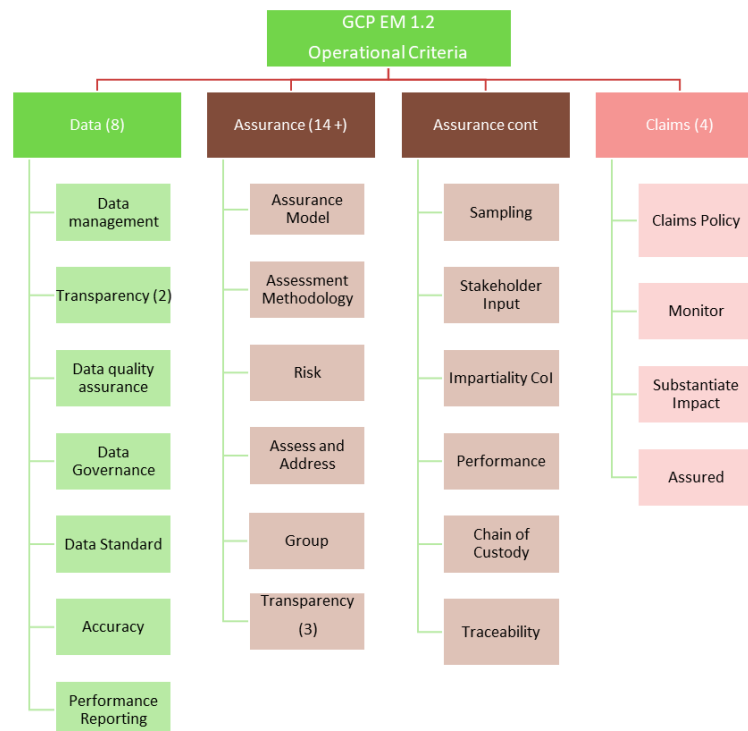 GCP EM 1.2
Operational Criteria
Data (8)
Data
management
Transparency (2)
Data quality
assurance
Data
Governance
Data Standard
Accuracy
Performance
Reporting
Assurance (14 +)
Assurance
Model
Assessment
Methodology
Risk
Assess and
Address
Group
Transparency
(3)
Assurance cont
Sampling
Stakeholder
Input
Impartiality CoI
Performance
Chain of
Custody
Traceability
Claims (4)
Claims Policy
Monitor
Substantiate
Impact
Assured